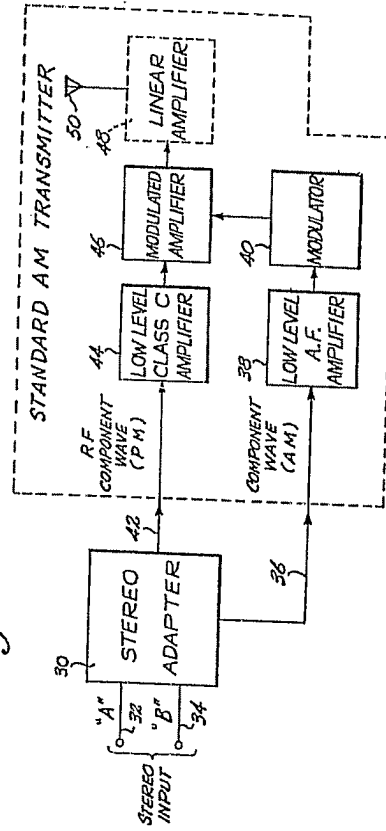 STANDARD AM TRANSMITTER
50
48
LINEAR
AMPLIFIER
46
MODULATED
AMPLIFIER
40
MODULATOR
44
LOW LEVEL
CLASS C
AMPLIFIER
38
LOW LEVEL
A.F.
AMPLIFIER
RF
COMPONENT
WAVE
(PM)
COMPONENT
WAVE
(AM)
42
36
30
STEREO
ADAPTER
"A"
32
"B"
34
STEREO
INPUT